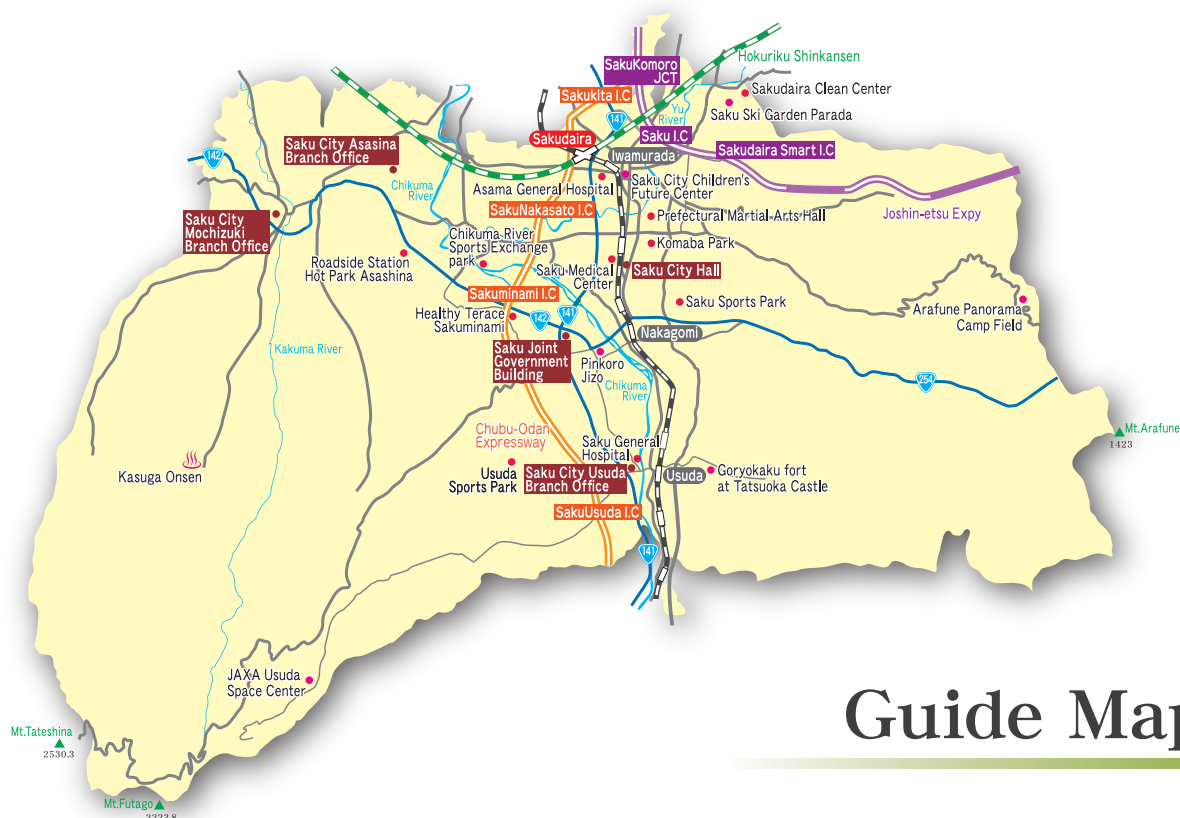 Hokuriku Shinkansen
SakuKomoro
JCT
Sakudaira Clean Center
Sakukita I.C
Yu
River
Saku Ski Garden Parada
141
Sakudaira
Saku I.C
Sakudaira Smart I.C
142
Saku City Asasina
Branch Office
Iwamurada
Chikuma
River
Asama General Hospital
Saku City Children's
Future Center
Saku City
Mochizuki
Branch Office
SakuNakasato I.C
Prefectural Martial Arts Hall
Joshin-etsu Expy
Chikuma River
Sports Exchange
park
Komaba Park
Roadside Station
Hot Park Asashina
Saku Medical
Center
Saku City Hall
Sakuminami I.C
Saku Sports Park
Arafune Panorama
Camp Field
Healthy Terace
Sakuminami
142
141
Nakagomi
Kakuma River
Saku Joint
Government
Building
Pinkoro
Jizo
Chikuma
River
254
Mt.Arafune
1423
Chubu-Odan
Expressway
Saku General
Hospital
Kasuga Onsen
Usuda
Sports Park
Saku City Usuda
Branch Office
Usuda
Goryokaku fort
at Tatsuoka Castle
SakuUsuda I.C
141
JAXA Usuda
Space Center
Guide Map
Mt.Tateshina
2530.3
Mt.Futago